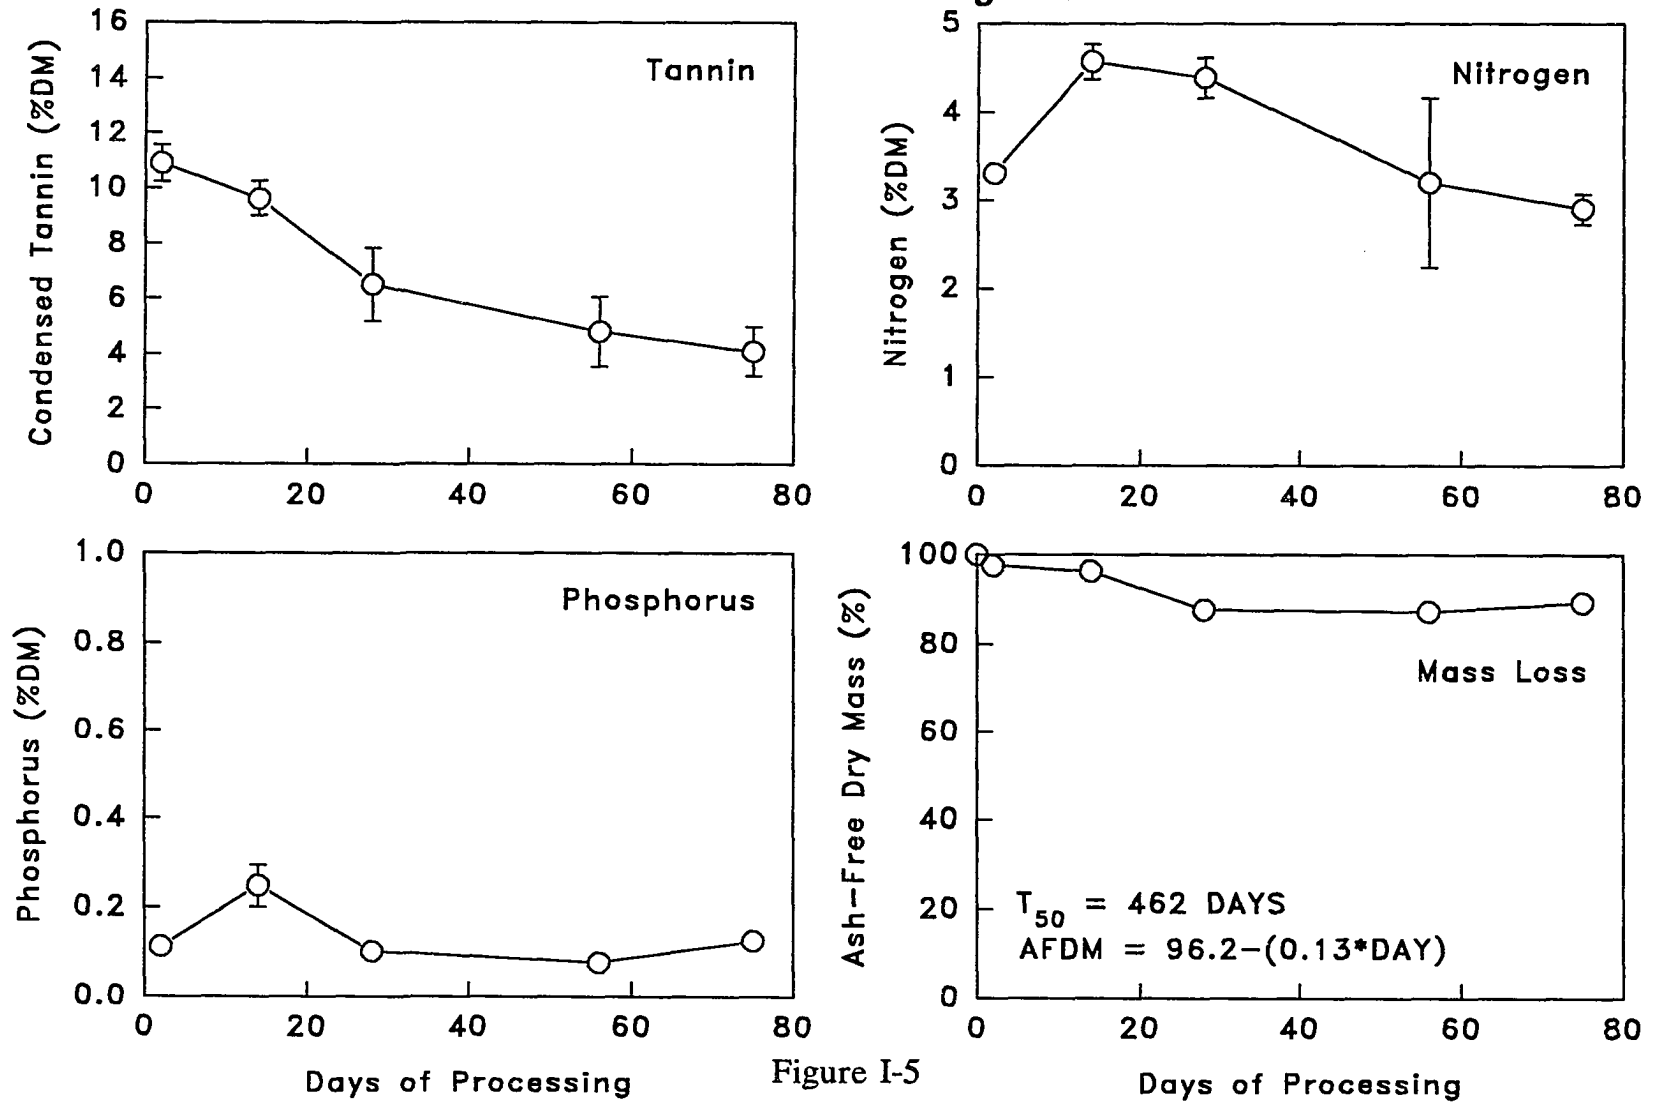 Tannin
Condensed Tannin (%DM)
16
14
12
10
8
6
4
2
0
0 20 40 60 80
Nitrogen
Nitrogen (%DM)
5
4
3
2
1
0
0 20 40 60 80
Phosphorus
Phosphorus (%DM)
1.0
0.8
0.6
0.4
0.2
0.0
0 20 40 60 80
Days of Processing
Mass Loss
Ash-Free Dry Mass (%)
100
80
60
40
20
0
T50 = 462 DAYS
AFDM = 96.2-(0.13*DAY)
0 20 40 60 80
Days of Processing
Figure I-5